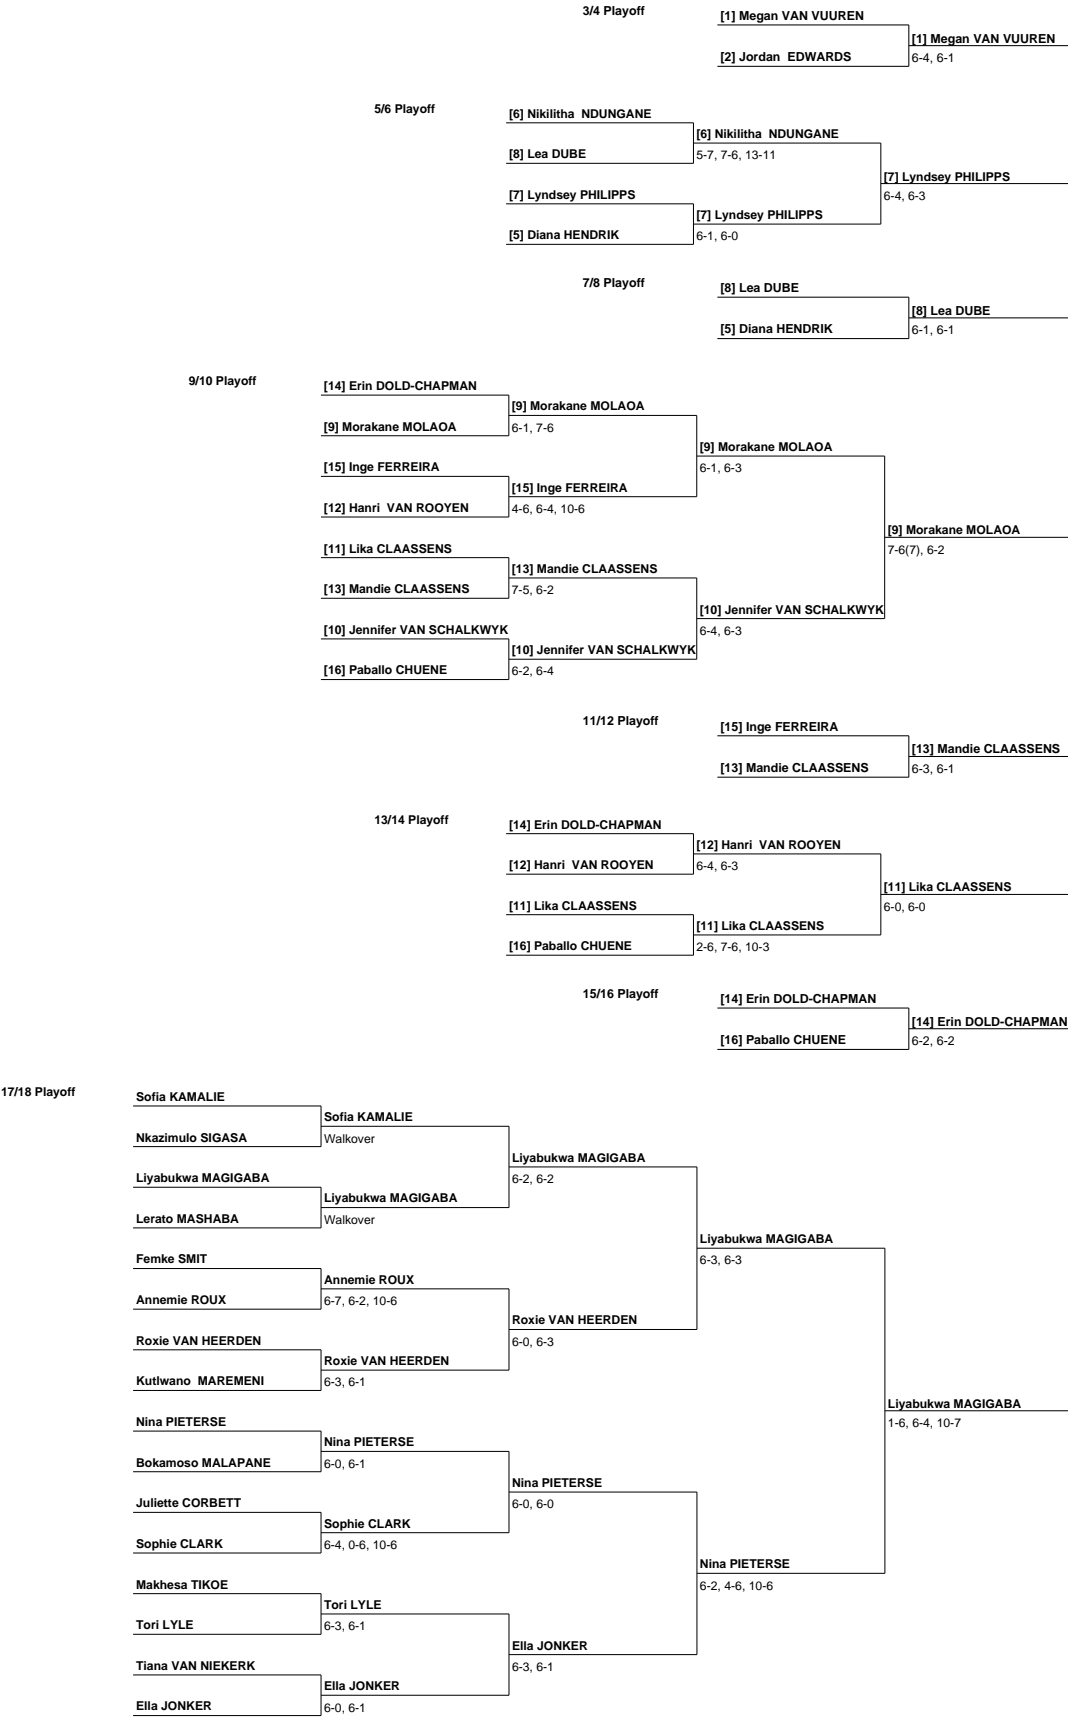 3/4 Playoff
[1] Megan VAN VUUREN
[1] Megan VAN VUUREN
[2] Jordan EDWARDS
6-4, 6-1
5/6 Playoff
[6] Nikilitha NDUNGANE
[6] Nikilitha NDUNGANE
[8] Lea DUBE
5-7, 7-6, 13-11
[7] Lyndsey PHILIPPS
6-4, 6-3
[7] Lyndsey PHILIPPS
[7] Lyndsey PHILIPPS
[5] Diana HENDRIK
6-1, 6-0
7/8 Playoff
[8] Lea DUBE
[8] Lea DUBE
[5] Diana HENDRIK
6-1, 6-1
9/10 Playoff
[14] Erin DOLD-CHAPMAN
[9] Morakane MOLAOA
[9] Morakane MOLAOA
6-1, 7-6
[9] Morakane MOLAOA
6-1, 6-3
[15] Inge FERREIRA
[15] Inge FERREIRA
[12] Hanri VAN ROOYEN
4-6, 6-4, 10-6
[9] Morakane MOLAOA
7-6(7), 6-2
[11] Lika CLAASSENS
[13] Mandie CLAASSENS
[13] Mandie CLAASSENS
7-5, 6-2
[10] Jennifer VAN SCHALKWYK
6-4, 6-3
[10] Jennifer VAN SCHALKWYK
[10] Jennifer VAN SCHALKWYK
[16] Paballo CHUENE
6-2, 6-4
11/12 Playoff
[15] Inge FERREIRA
[13] Mandie CLAASSENS
[13] Mandie CLAASSENS
6-3, 6-1
13/14 Playoff
[14] Erin DOLD-CHAPMAN
[12] Hanri VAN ROOYEN
[12] Hanri VAN ROOYEN
6-4, 6-3
[11] Lika CLAASSENS
6-0, 6-0
[11] Lika CLAASSENS
[11] Lika CLAASSENS
[16] Paballo CHUENE
2-6, 7-6, 10-3
15/16 Playoff
[14] Erin DOLD-CHAPMAN
[14] Erin DOLD-CHAPMAN
[16] Paballo CHUENE
6-2, 6-2
17/18 Playoff
Sofia KAMALIE
Sofia KAMALIE
Nkazimulo SIGASA
Walkover
Liyabukwa MAGIGABA
6-2, 6-2
Liyabukwa MAGIGABA
Liyabukwa MAGIGABA
Lerato MASHABA
Walkover
Liyabukwa MAGIGABA
6-3, 6-3
Femke SMIT
Annemie ROUX
Annemie ROUX
6-7, 6-2, 10-6
Roxie VAN HEERDEN
6-0, 6-3
Roxie VAN HEERDEN
Roxie VAN HEERDEN
Kutlwano MAREMENI
6-3, 6-1
Liyabukwa MAGIGABA
1-6, 6-4, 10-7
Nina PIETERSE
Nina PIETERSE
Bokamoso MALAPANE
6-0, 6-1
Nina PIETERSE
6-0, 6-0
Juliette CORBETT
Sophie CLARK
Sophie CLARK
6-4, 0-6, 10-6
Nina PIETERSE
6-2, 4-6, 10-6
Makhesa TIKOE
Tori LYLE
Tori LYLE
6-3, 6-1
Ella JONKER
6-3, 6-1
Tiana VAN NIEKERK
Ella JONKER
Ella JONKER
6-0, 6-1